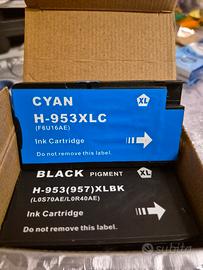 CYAN
XL
H-953XLC
(F6U16AE)
Ink Cartridge
Do not remove this label.
BLACK PIGMENT
XL
H-953(957)XLBK
(L0S70AE/L0R40AE)
Ink Cartridge
Do not remove this label.
subito